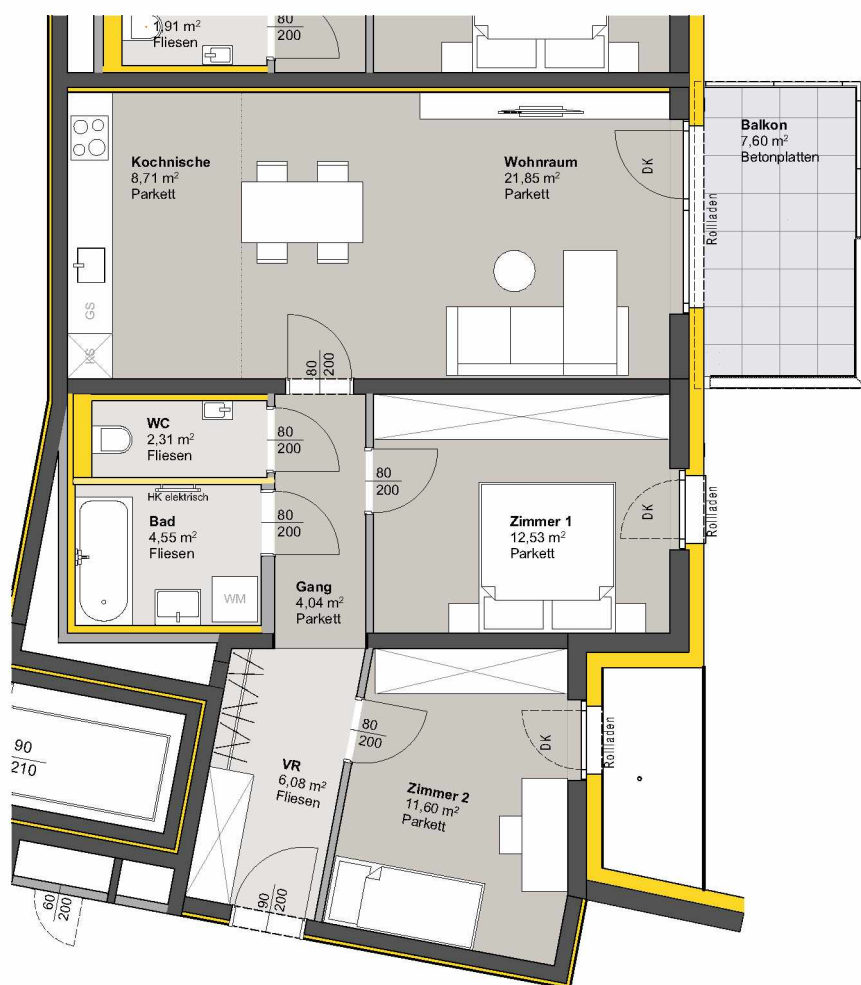 1,91 m²
Fliesen
80
200
Kochnische
8,71 m²
Parkett
Wohnraum
21,85 m²
Parkett
DK
Rollladen
Balkon
7,60 m²
Betonplatten
GS
KS
80
200
WC
2,31 m²
Fliesen
80
200
HK elektrisch
Bad
4,55 m²
Fliesen
WM
80
200
80
200
Gang
4,04 m²
Parkett
Zimmer 1
12,53 m²
Parkett
DK
Rollladen
VR
6,08 m²
Fliesen
80
200
Zimmer 2
11,60 m²
Parkett
DK
Rollladen
90
210
90
200
60
200